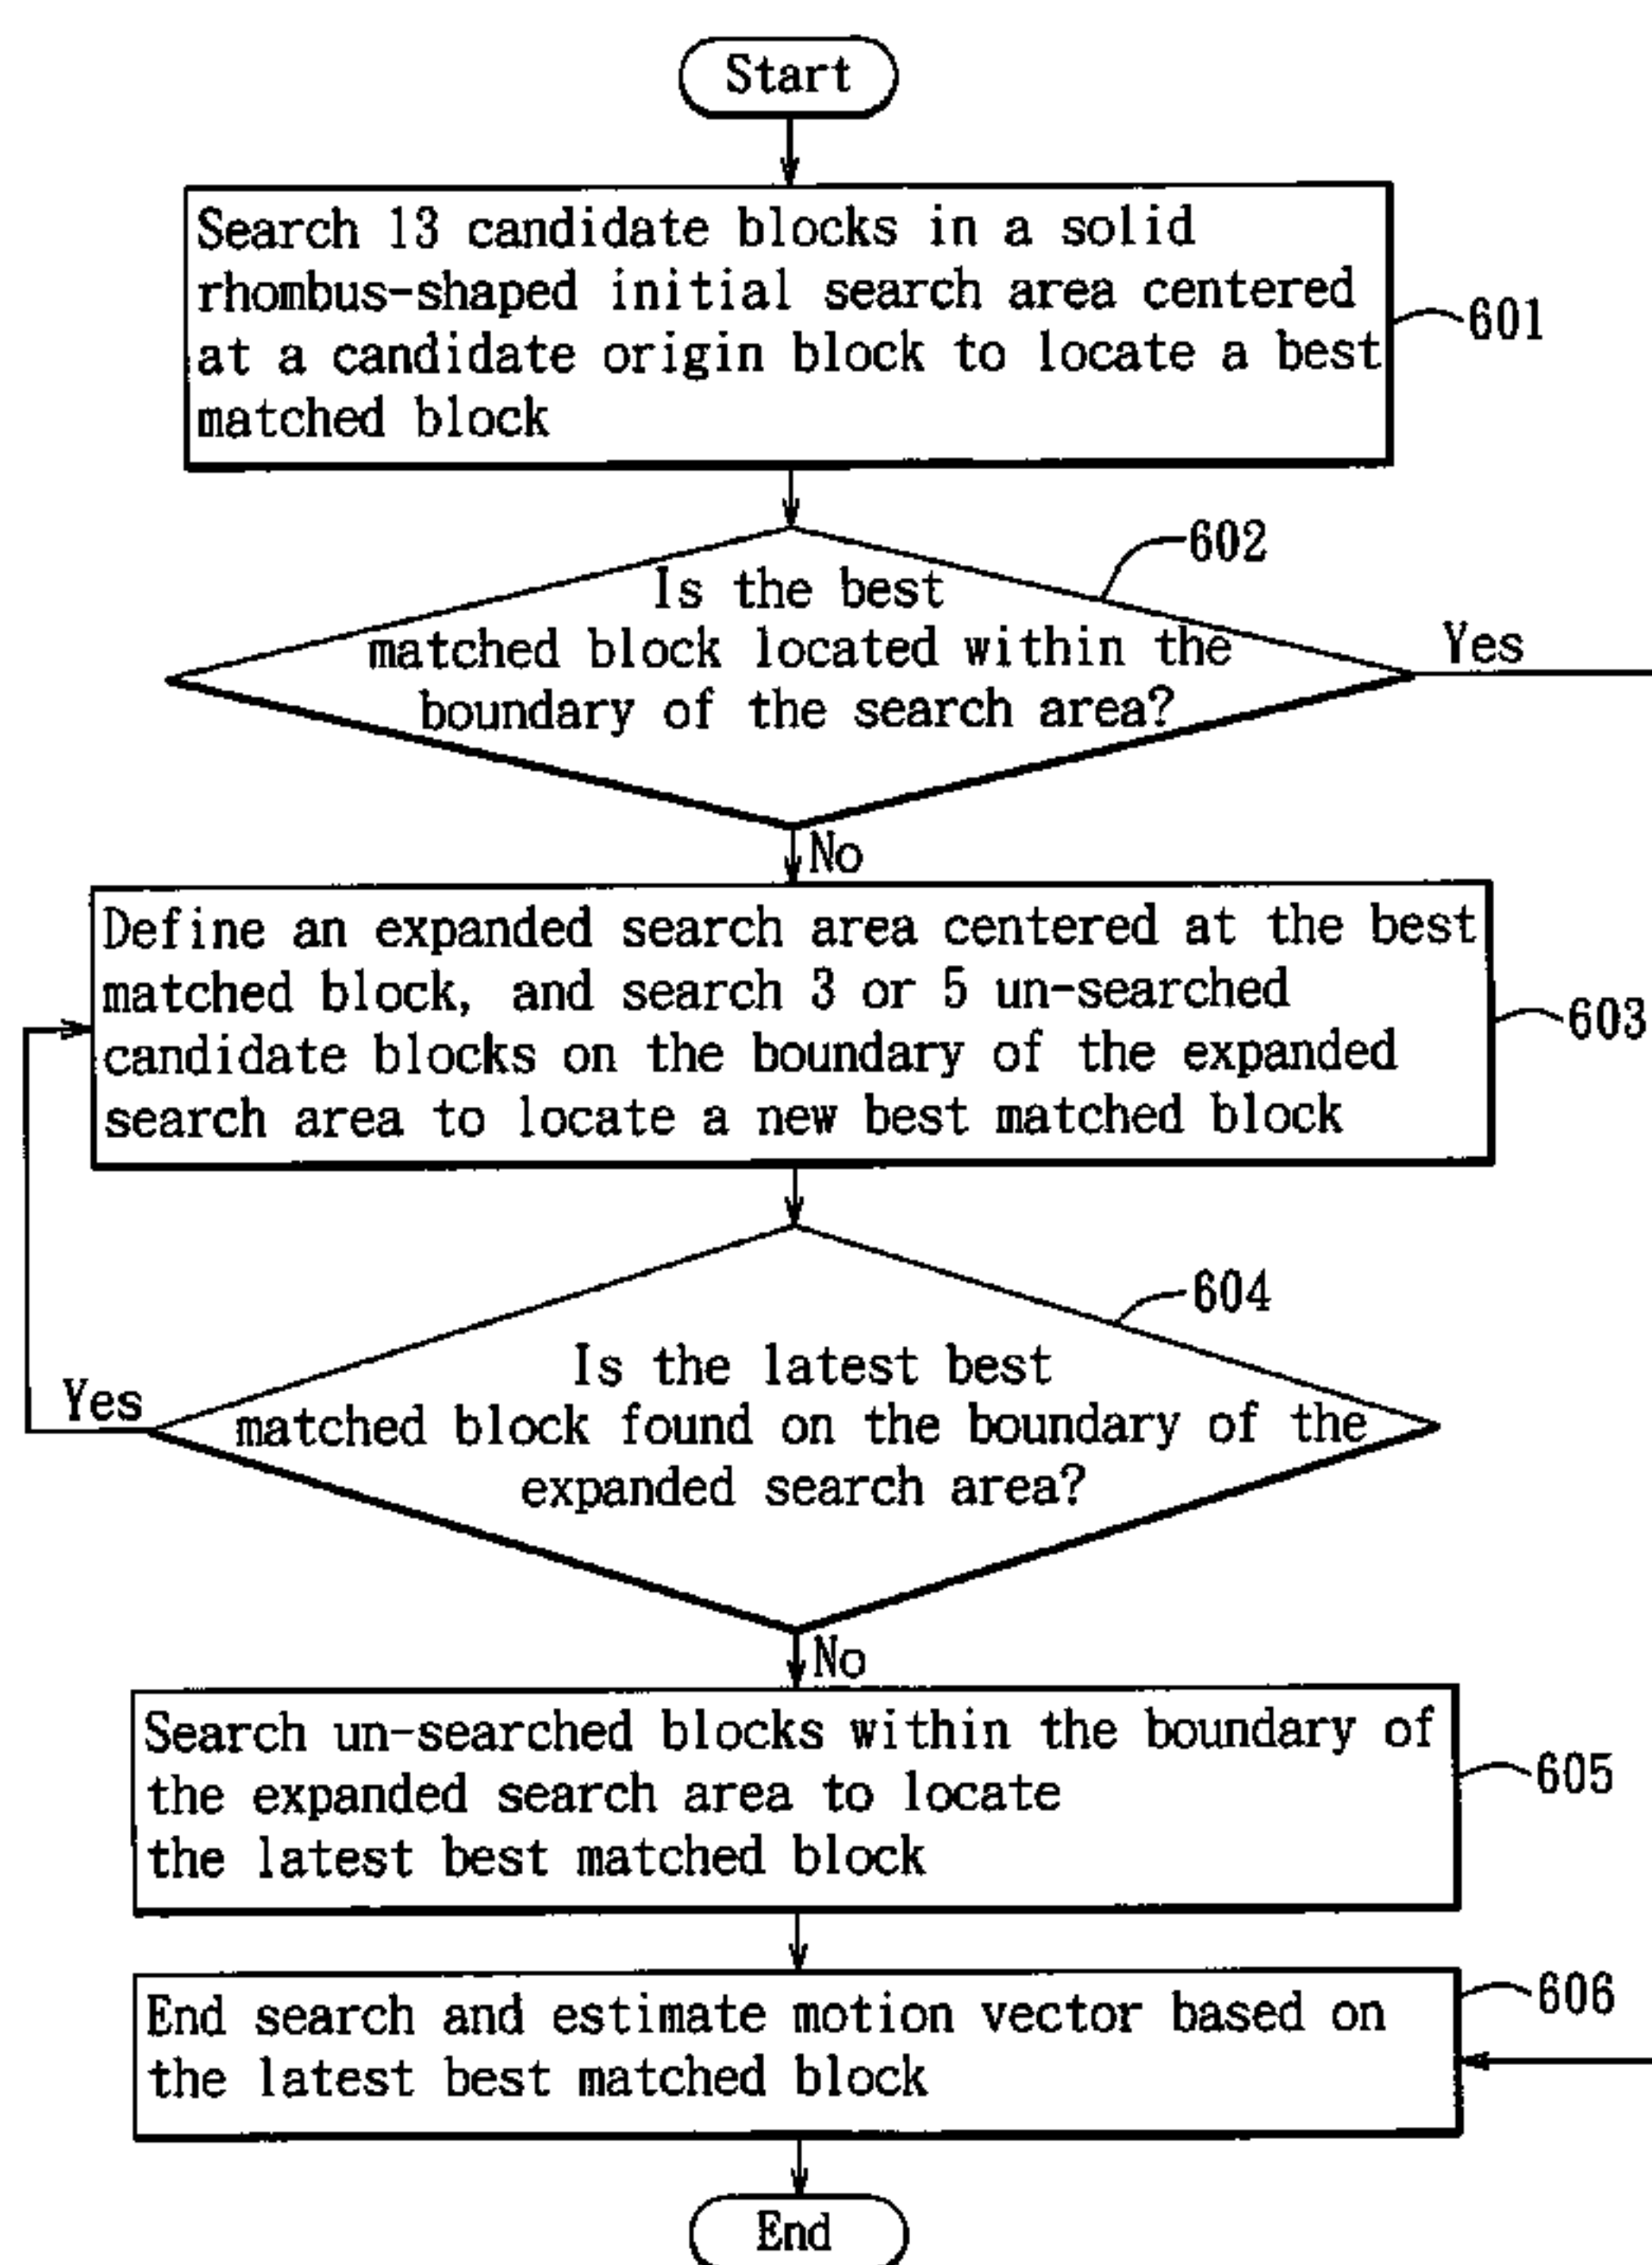 Start
Search 13 candidate blocks in a solid
rhombus-shaped initial search area centered
at a candidate origin block to locate a best
matched block
601
602
Is the best
matched block located within the
boundary of the search area?
Yes
No
Define an expanded search area centered at the best
matched block, and search 3 or 5 un-searched
candidate blocks on the boundary of the expanded
search area to locate a new best matched block
603
604
Is the latest best
matched block found on the boundary of the
expanded search area?
Yes
No
Search un-searched blocks within the boundary of
the expanded search area to locate
the latest best matched block
605
End search and estimate motion vector based on
the latest best matched block
606
End